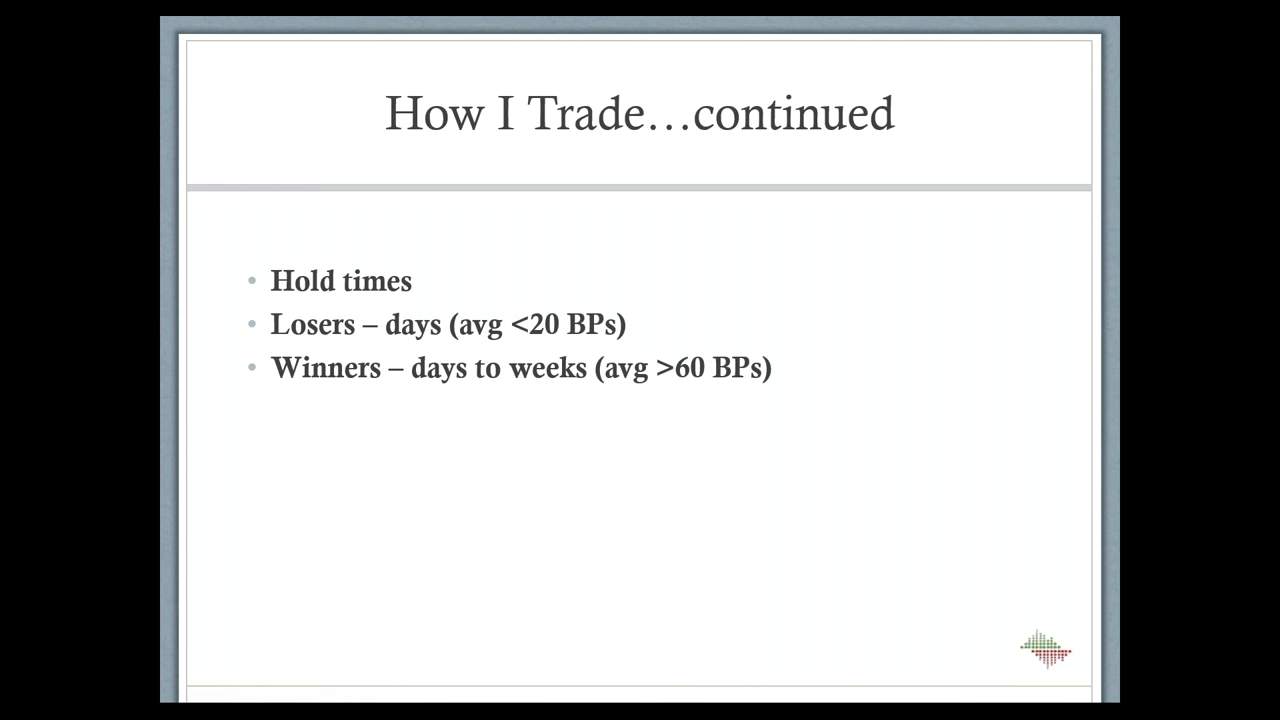 How I Trade...continued
• Hold times
• Losers – days (avg <20 BPs)
• Winners – days to weeks (avg >60 BPs)